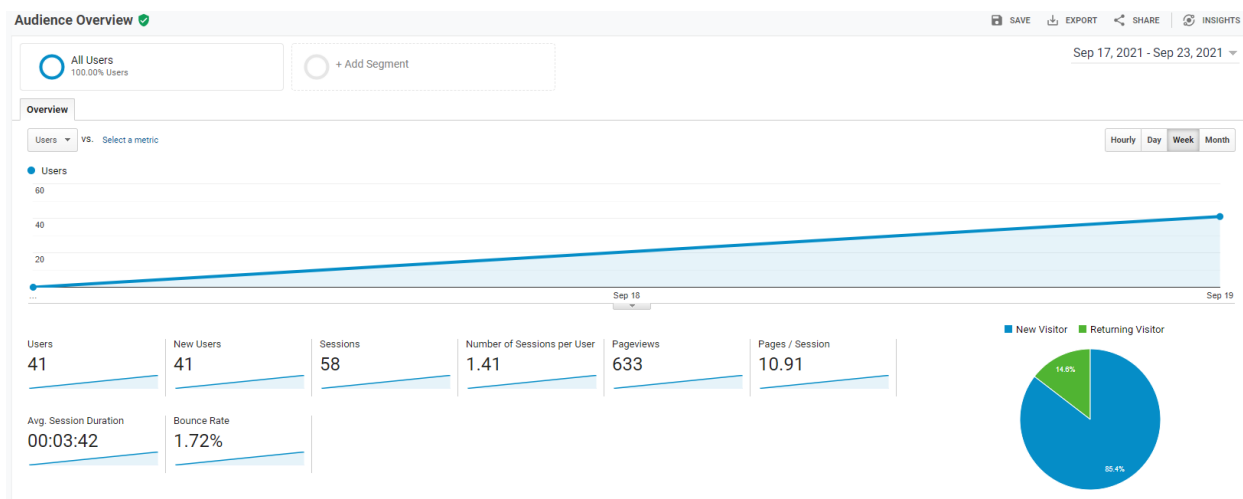 Audience Overview
SAVE EXPORT SHARE INSIGHTS
All Users
100.00% Users
+ Add Segment
Sep 17, 2021 - Sep 23, 2021
Overview
Users VS. Select a metric
Hourly Day Week Month
Users
60
40
20
... Sep 18 Sep 19
New Visitor Returning Visitor
Users
41
New Users
41
Sessions
58
Number of Sessions per User
1.41
Pageviews
633
Pages / Session
10.91
Avg. Session Duration
00:03:42
Bounce Rate
1.72%
14.6%
85.4%